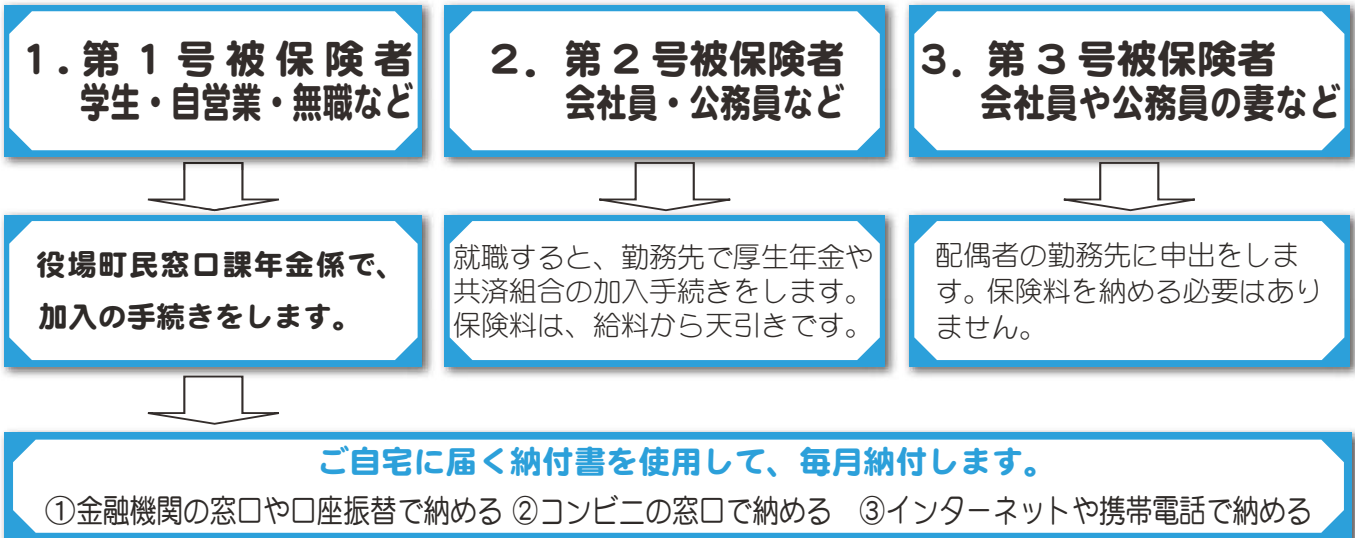 1.第1号被保険者
学生・自営業・無職など
2．第2号被保険者
会社員・公務員など
3．第3号被保険者
会社員や公務員の妻など
役場町民窓口課年金係で、
加入の手続きをします。
就職すると、勤務先で厚生年金や
共済組合の加入手続きをします。
保険料は、給料から天引きです。
配偶者の勤務先に申出をしま
す。保険料を納める必要はあり
ません。
ご自宅に届く納付書を使用して、毎月納付します。
①金融機関の窓口や口座振替で納める ②コンビニの窓口で納める　③インターネットや携帯電話で納める